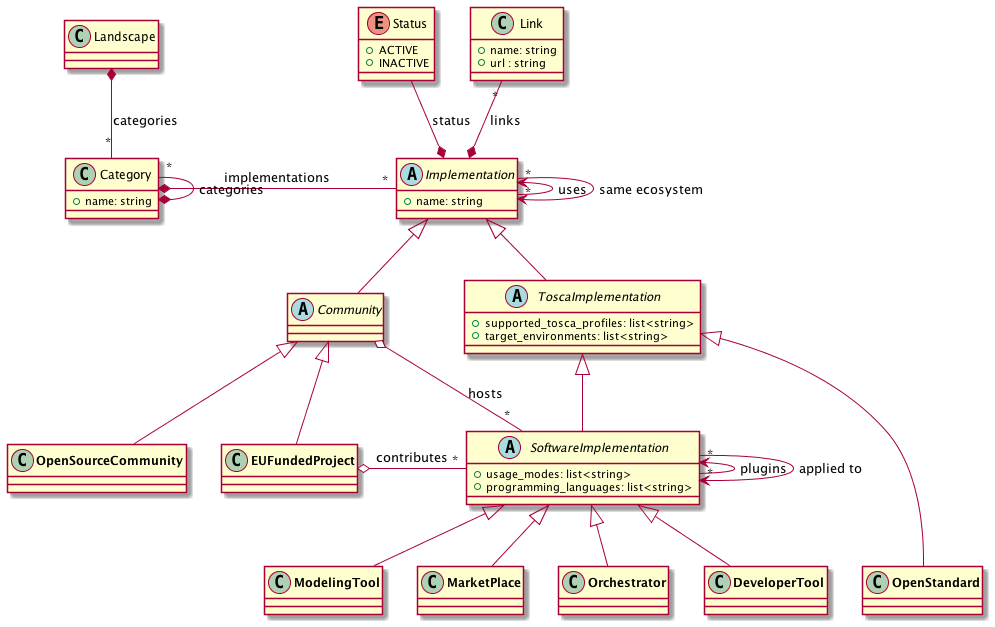 E Status
ACTIVE
INACTIVE
C Link
name: string
url : string
C Landscape
categories
*
status
*
links
C Category
name: string
*
categories
implementations
*
A Implementation
name: string
*
*
uses
same ecosystem
A Community
A ToscaImplementation
supported_tosca_profiles: list<string>
target_environments: list<string>
hosts
*
C OpenSourceCommunity
C EUFundedProject
contributes
*
A SoftwareImplementation
usage_modes: list<string>
programming_languages: list<string>
*
*
plugins
applied to
C ModelingTool
C MarketPlace
C Orchestrator
C DeveloperTool
C OpenStandard